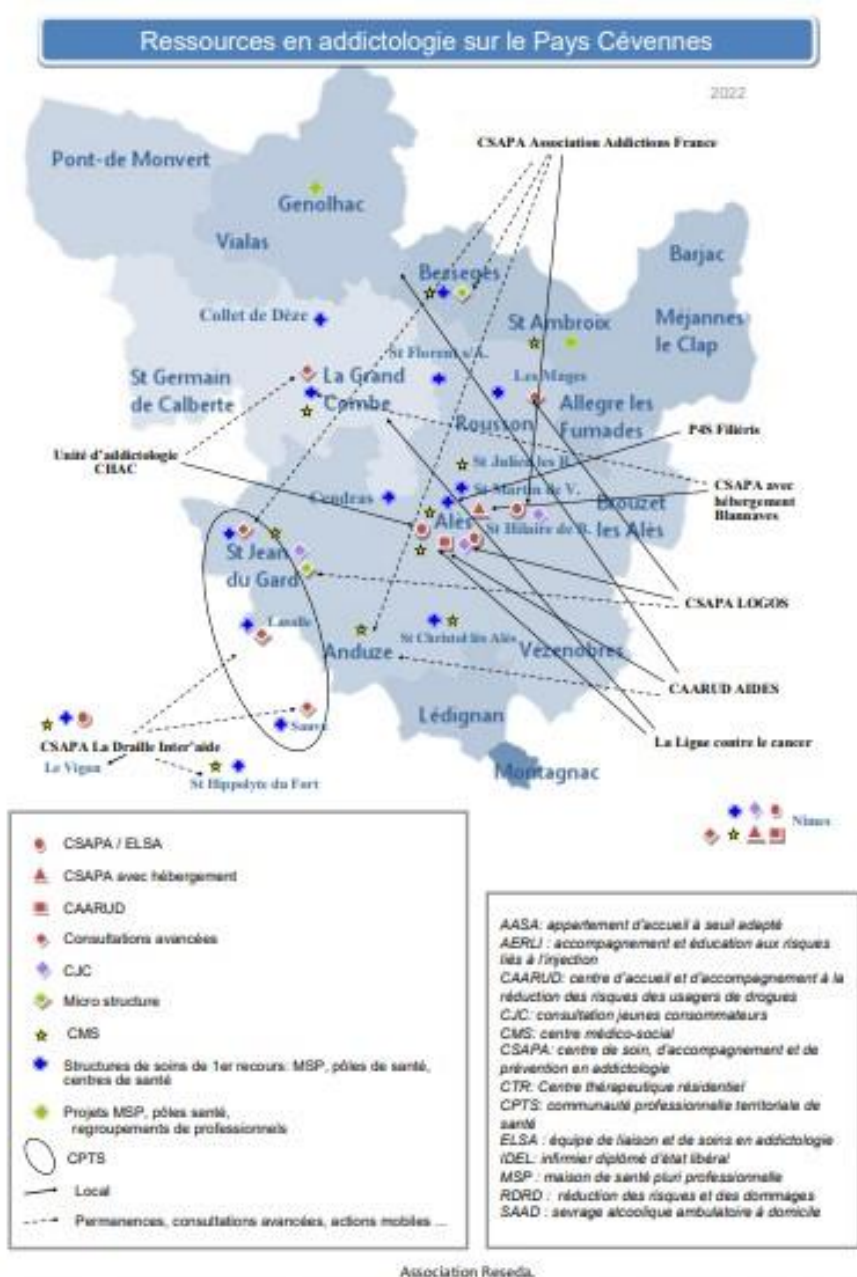 Ressources en addictologie sur le Pays Cévennes
2022
CSAPA Association Addictions France
Pont-de Monvert
Genolhac
Vialas
Barjac
Bességes
Collet de Dèze
St Ambroix
Méjannes
le Clap
St Florent s/A.
St Germain
de Calberte
La Grand
Combe
Les Mages
Allegre les
Fumades
Rousson
P4S Filiéris
Unité d'addictologie
CHAC
St Julien les R.
CSAPA avec
hébergement
Blannaves
Cendras
St Martin de V.
Brouzet
les Alès
Alès
St Hilaire de B.
St Jean
du Gard
CSAPA LOGOS
Lasalle
St Christol lès Alès
Anduze
Vézenobres
CAARUD AIDES
Lédignan
Sauve
La Ligue contre le cancer
CSAPA La Draille Inter'aide
Le Vigan
St Hippolyte du Fort
Montagnac
Nîmes
CSAPA / ELSA
CSAPA avec hébergement
CAARUD
Consultations avancées
CJC
Micro structure
CMS
Structures de soins de 1er recours: MSP, pôles de santé,
centres de santé
Projets MSP, pôles santé,
regroupements de professionnels
CPTS
Local
Permanences, consultations avancées, actions mobiles ...
AASA: appartement d'accueil à seuil adapté
AERLI : accompagnement et éducation aux risques
liés à l'injection
CAARUD: centre d'accueil et d'accompagnement à la
réduction des risques des usagers de drogues
CJC: consultation jeunes consommateurs
CMS: centre médico-social
CSAPA: centre de soin, d'accompagnement et de
prévention en addictologie
CTR: Centre thérapeutique résidentiel
CPTS: communauté professionnelle territoriale de
santé
ELSA : équipe de liaison et de soins en addictologie
IDEL: infirmier diplômé d'état libéral
MSP : maison de santé pluri professionnelle
RDRD : réduction des risques et des dommages
SAAD : sevrage alcoolique ambulatoire à domicile
Association Reseda.